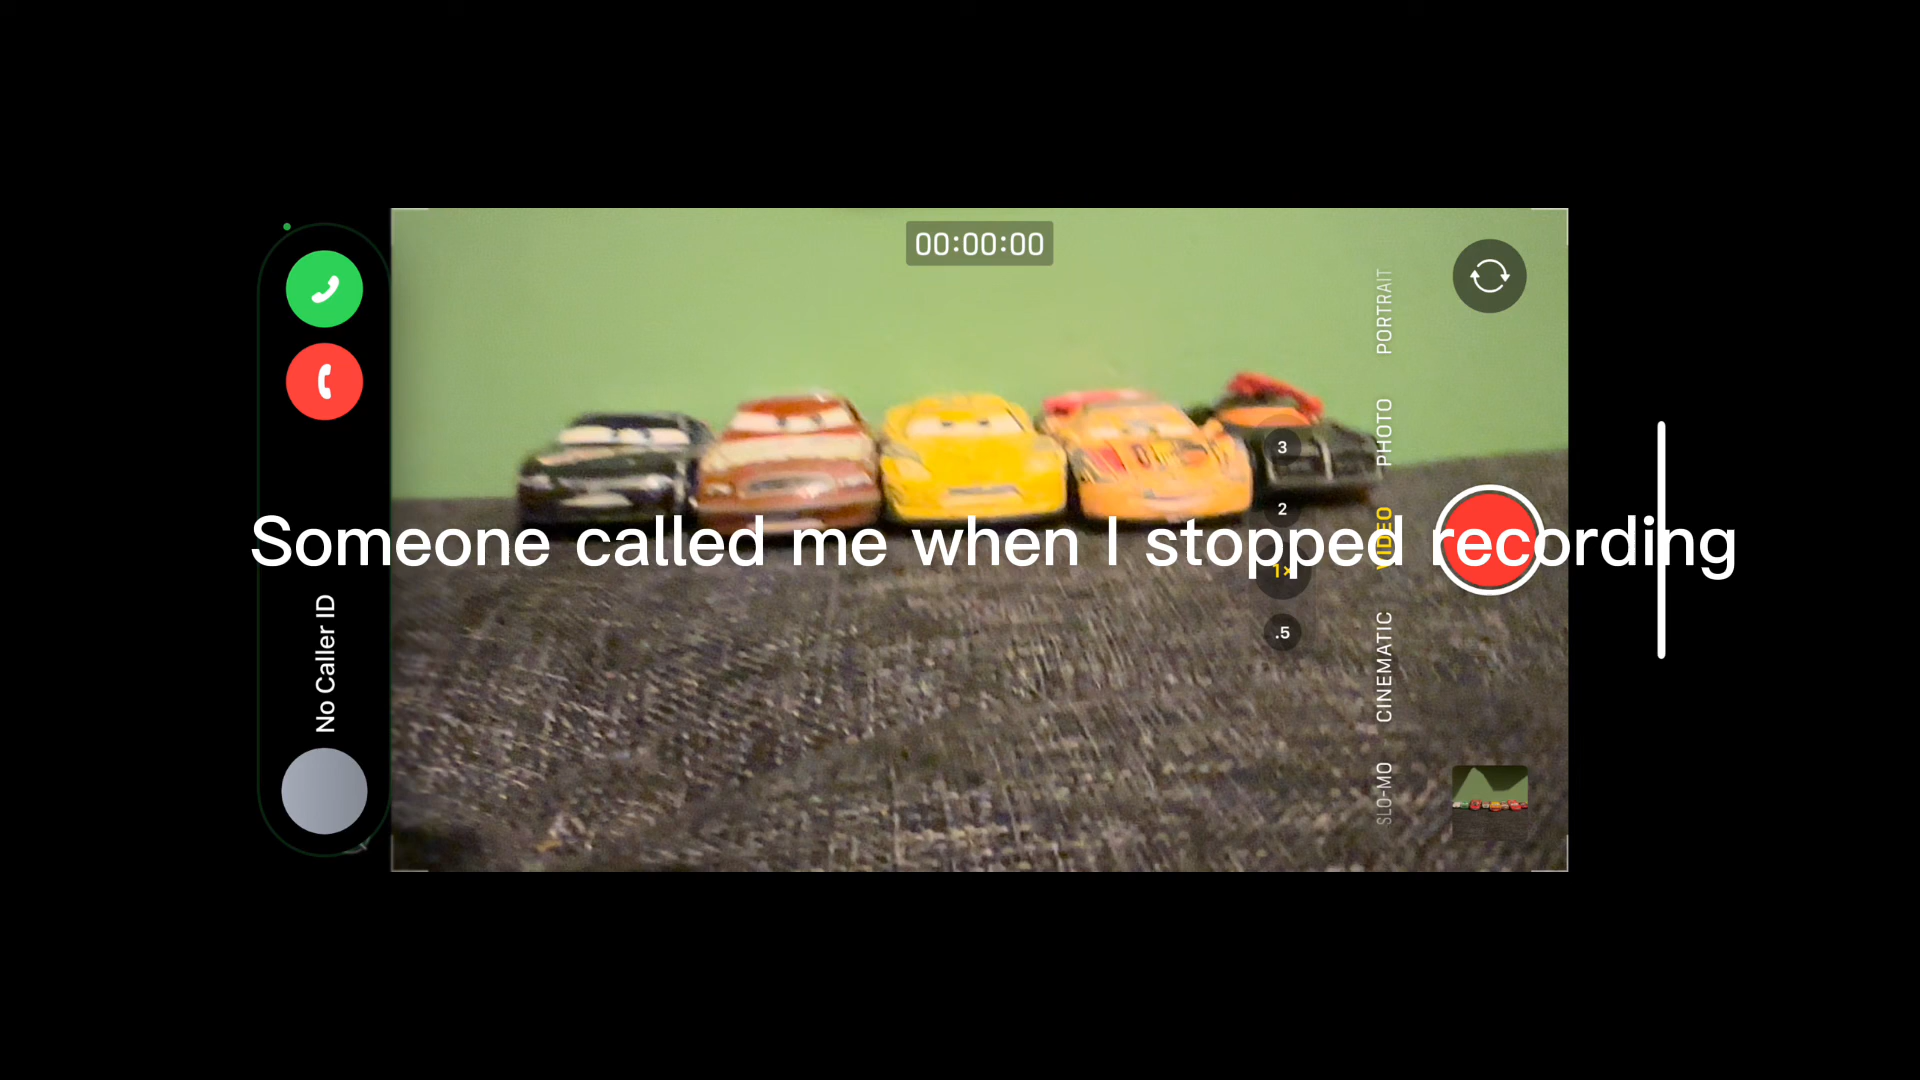 00:00:00
PORTRAIT
PHOTO
VIDEO
CINEMATIC
SLO-MO
3
2
1×
.5
No Caller ID
Someone called me when I stopped recording